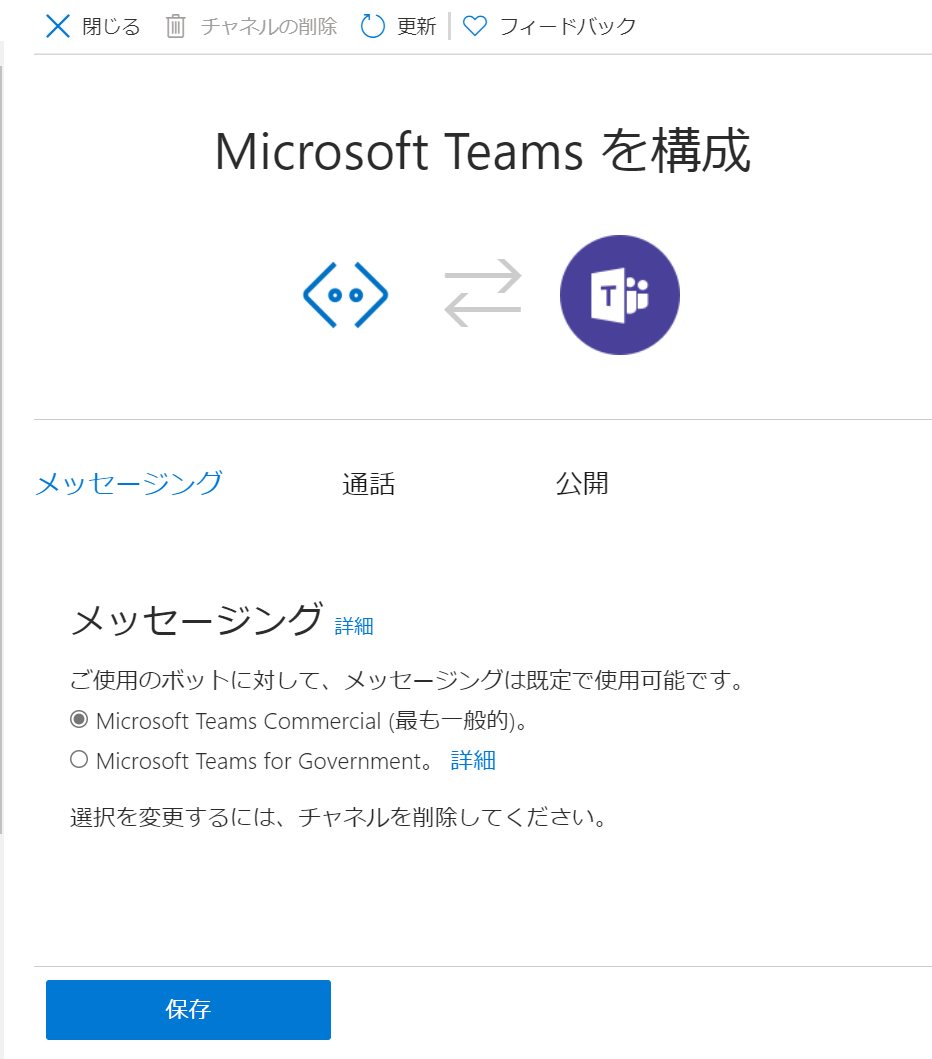 閉じる チャネルの削除 更新 フィードバック
Microsoft Teams を構成
T
メッセージング 通話 公開
メッセージング 詳細
ご使用のボットに対して、メッセージングは既定で使用可能です。
Microsoft Teams Commercial (最も一般的)。
Microsoft Teams for Government。 詳細
選択を変更するには、チャネルを削除してください。
保存